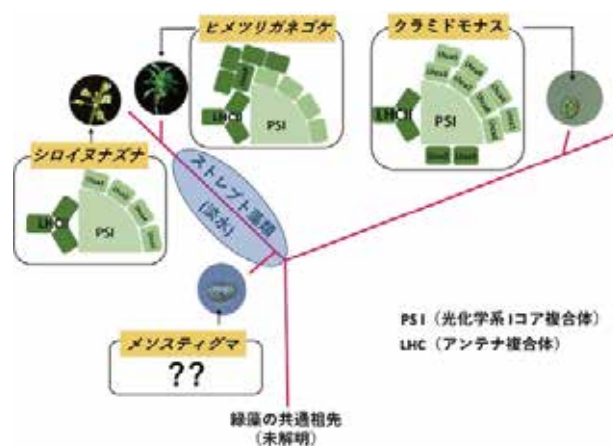 ヒメツリガネゴケ
クラミドモナス
LHCII
PSI
LHCII
PSI
シロイヌナズナ
LHCII
PSI
ストレプト藻類
(淡水)
メソスティグマ
??
PSI（光化学系Iコア複合体）
LHC（アンテナ複合体）
緑藻の共通祖先
(未解明)